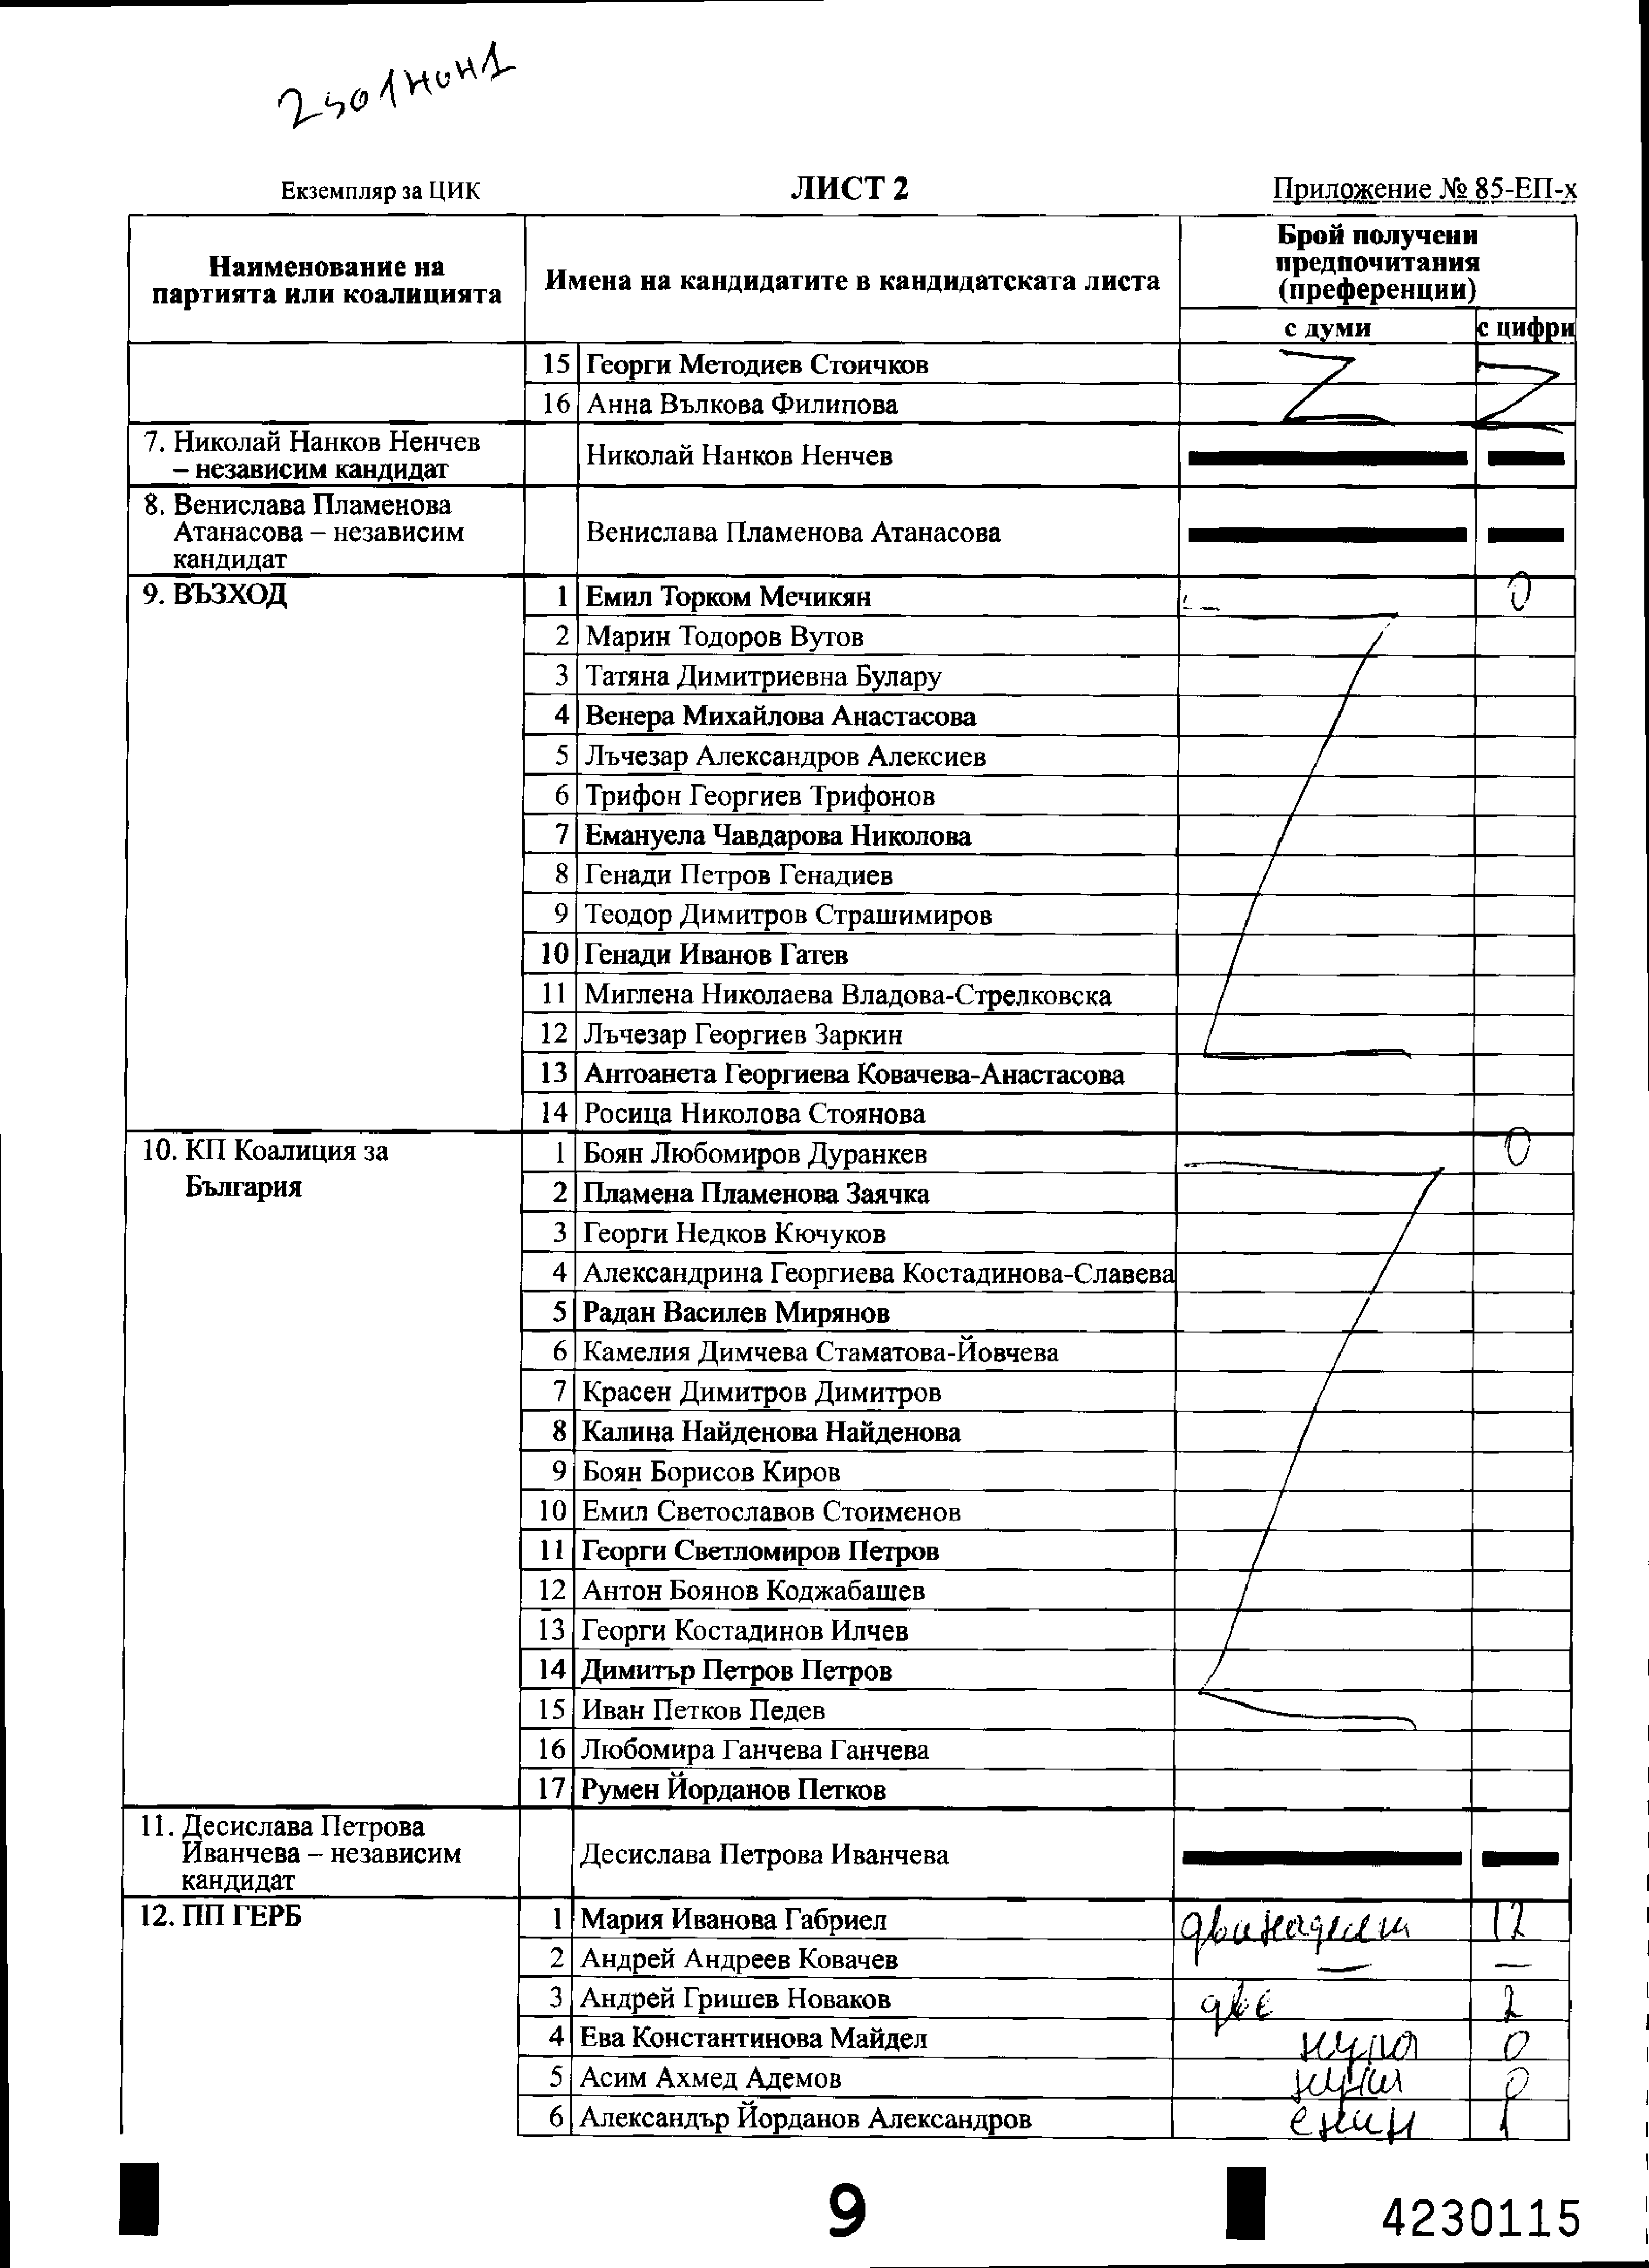 Екземпляр за ЦИК
ЛИСТ 2
Приложение № 85-ЕП-х
Наименование на партията или коалицията
Имена на кандидатите в кандидатската листа
Брой получени предпочитания (преференции)
с думи
с цифри
15 Георги Методиев Стоичков
16 Анна Вълкова Филипова
7. Николай Нанков Ненчев
– независим кандидат
Николай Нанков Ненчев
8. Венислава Пламенова
Атанасова – независим
кандидат
Венислава Пламенова Атанасова
9. ВЪЗХОД
1 Емил Торком Мечикян 0
2 Марин Тодоров Вутов
3 Татяна Димитриевна Булару
4 Венера Михайлова Анастасова
5 Лъчезар Александров Алексиев
6 Трифон Георгиев Трифонов
7 Емануела Чавдарова Николова
8 Генади Петров Генадиев
9 Теодор Димитров Страшимиров
10 Генади Иванов Гатев
11 Миглена Николаева Владова-Стрелковска
12 Лъчезар Георгиев Заркин
13 Антоанета Георгиева Ковачева-Анастасова
14 Росица Николова Стоянова
10. КП Коалиция за
България
1 Боян Любомиров Дуранкев 0
2 Пламена Пламенова Заячка
3 Георги Недков Кючуков
4 Александрина Георгиева Костадинова-Славева
5 Радан Василев Мирянов
6 Камелия Димчева Стаматова-Йовчева
7 Красен Димитров Димитров
8 Калина Найденова Найденова
9 Боян Борисов Киров
10 Емил Светославов Стоименов
11 Георги Светломиров Петров
12 Антон Боянов Коджабашев
13 Георги Костадинов Илчев
14 Димитър Петров Петров
15 Иван Петков Педев
16 Любомира Ганчева Ганчева
17 Румен Йорданов Петков
11. Десислава Петрова
Иванчева – независим
кандидат
Десислава Петрова Иванчева
12. ПП ГЕРБ
1 Мария Иванова Габриел 12
2 Андрей Андреев Ковачев — —
3 Андрей Гришев Новаков две 2
4 Ева Константинова Майдел нула 0
5 Асим Ахмед Адемов нула 0
6 Александър Йорданов Александров 1
9
4230115